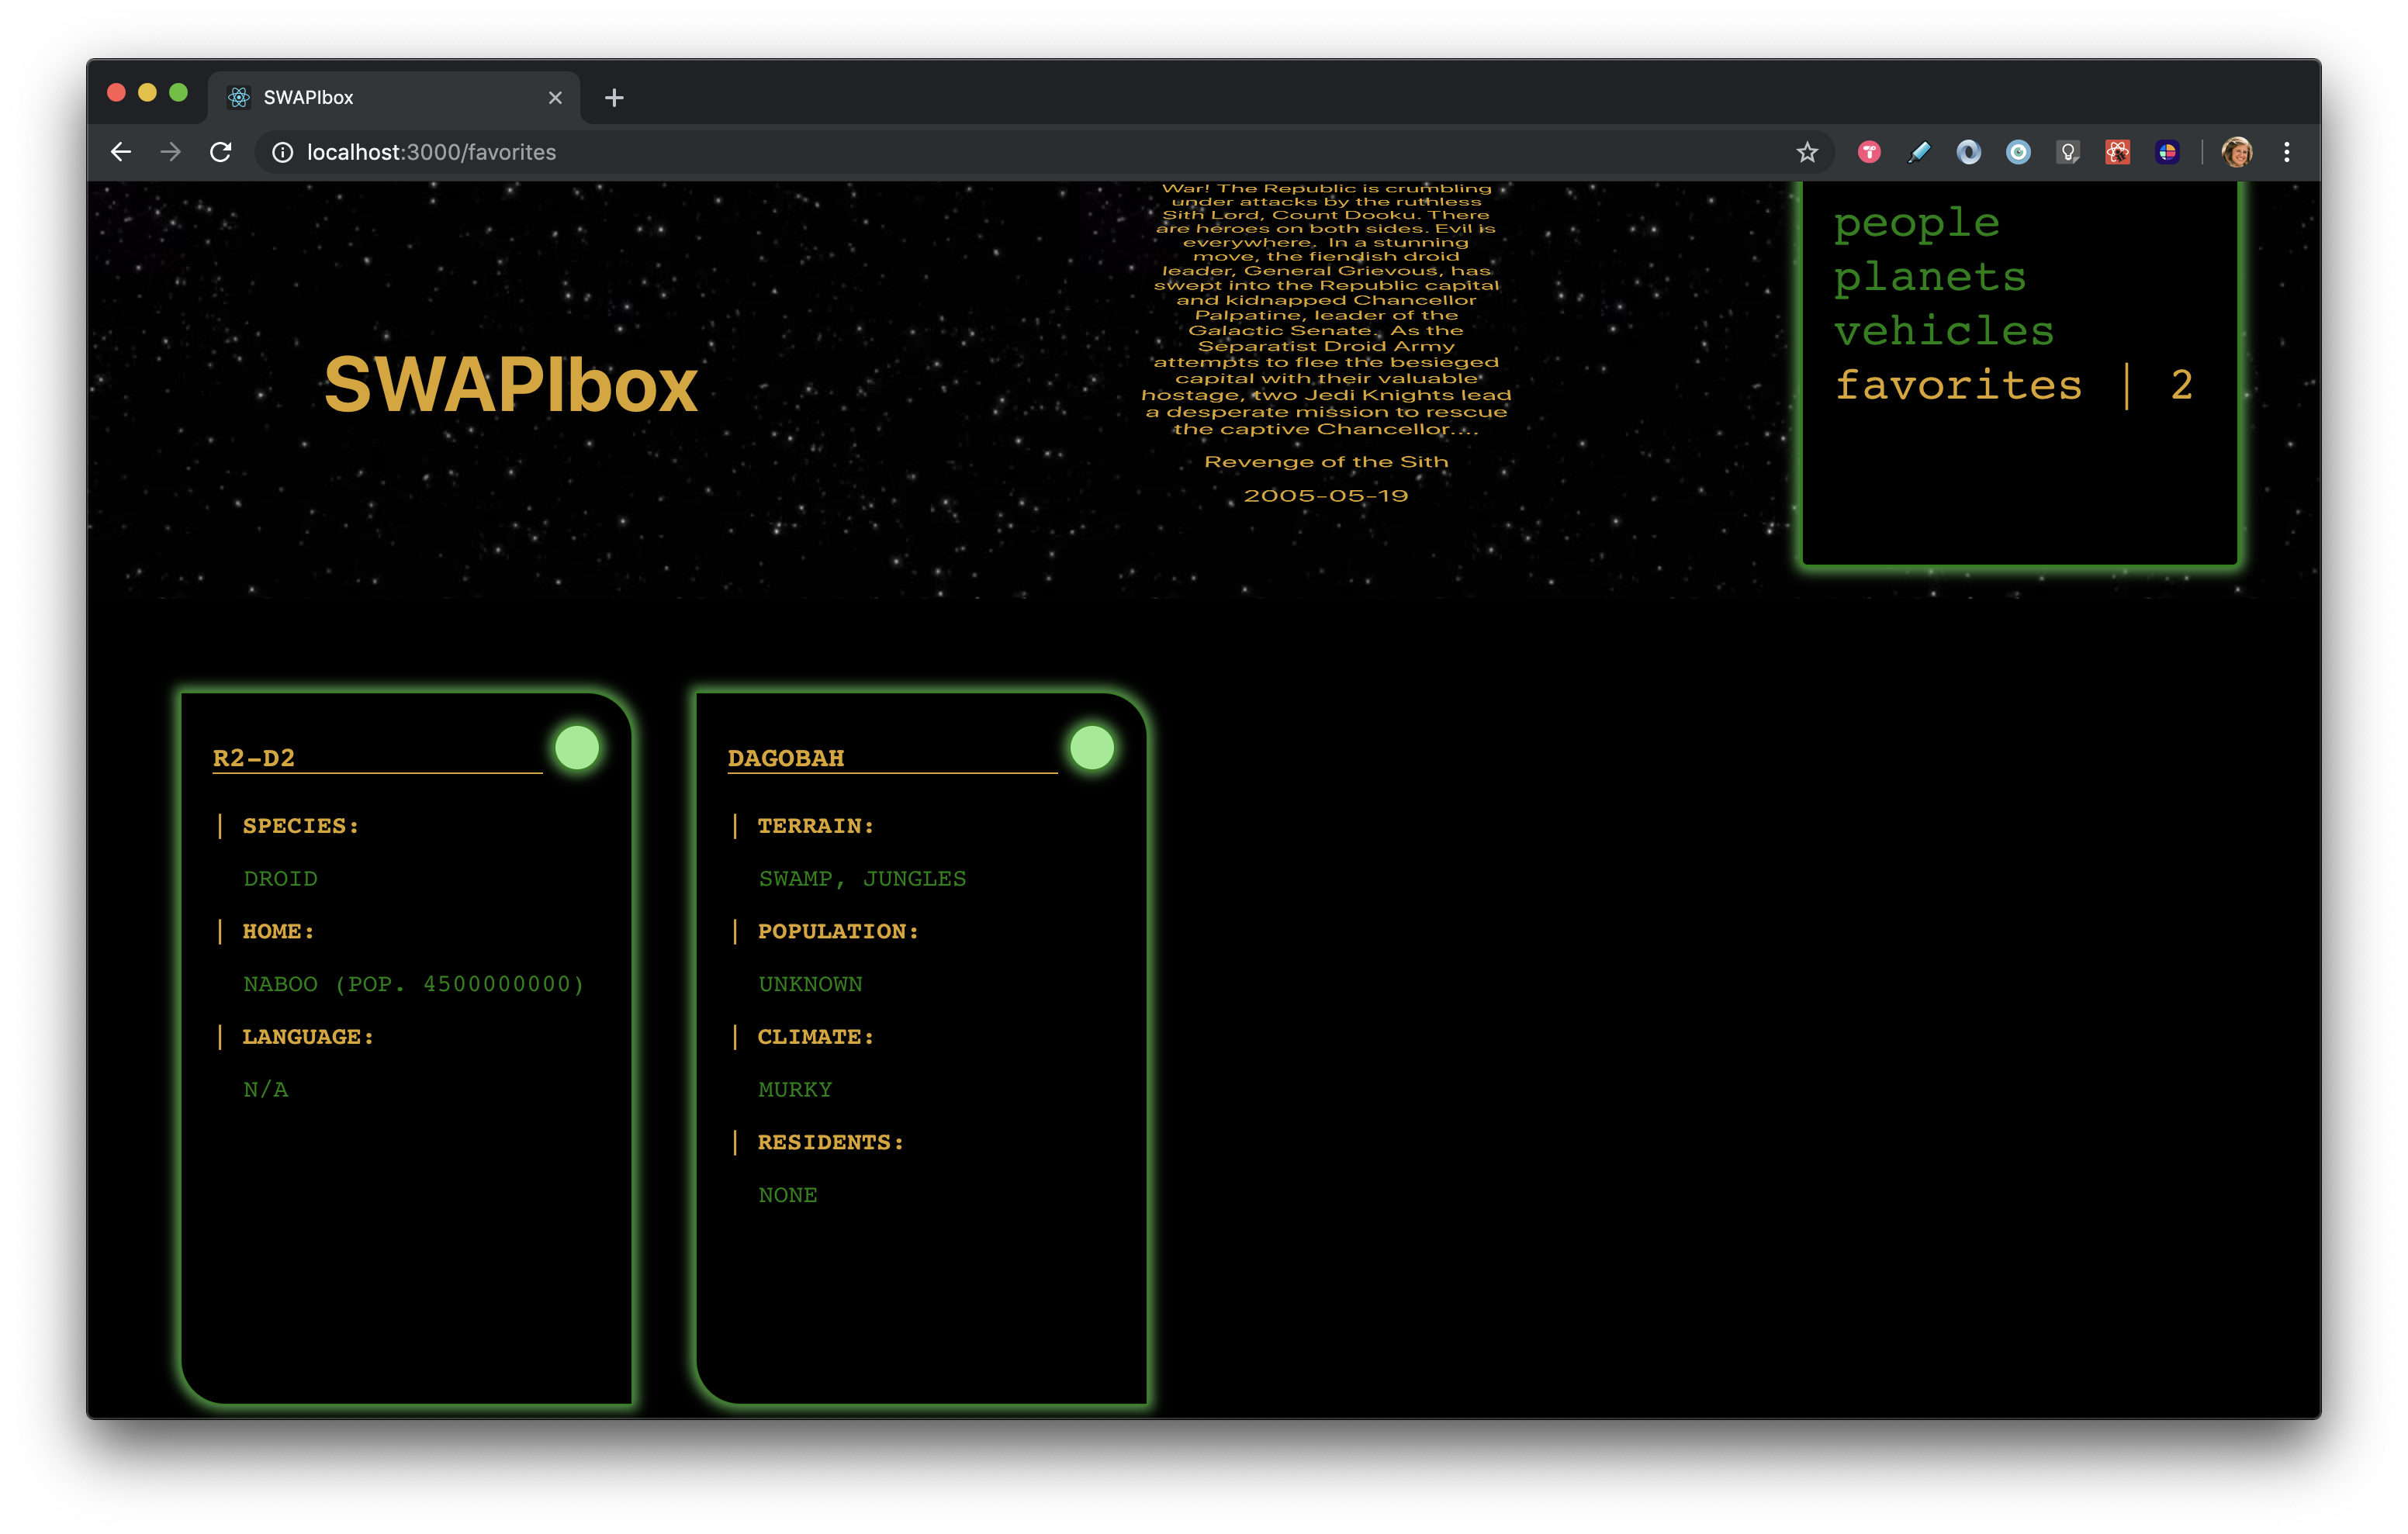 SWAPIbox
localhost:3000/favorites
War! The Republic is crumbling
under attacks by the ruthless
Sith Lord, Count Dooku. There
are heroes on both sides. Evil is
everywhere. In a stunning
move, the fiendish droid
leader, General Grievous, has
swept into the Republic capital
and kidnapped Chancellor
Palpatine, leader of the
Galactic Senate. As the
Separatist Droid Army
attempts to flee the besieged
capital with their valuable
hostage, two Jedi Knights lead
a desperate mission to rescue
the captive Chancellor....
Revenge of the Sith
2005-05-19
SWAPIbox
people
planets
vehicles
favorites | 2
R2-D2
| SPECIES:
DROID
| HOME:
NABOO (POP. 4500000000)
| LANGUAGE:
N/A
DAGOBAH
| TERRAIN:
SWAMP, JUNGLES
| POPULATION:
UNKNOWN
| CLIMATE:
MURKY
| RESIDENTS:
NONE